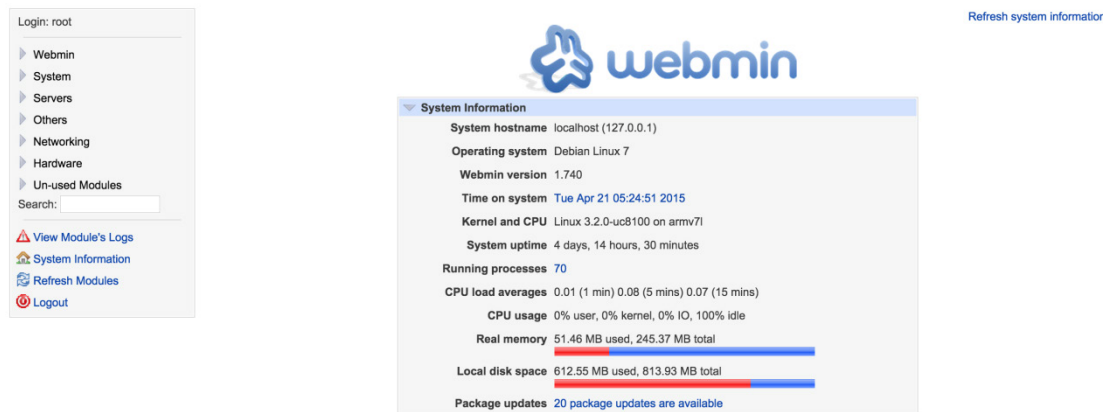 Login: root
Webmin
System
Servers
Others
Networking
Hardware
Un-used Modules
Search:
View Module's Logs
System Information
Refresh Modules
Logout
Refresh system information
webmin
System Information
System hostname localhost (127.0.0.1)
Operating system Debian Linux 7
Webmin version 1.740
Time on system Tue Apr 21 05:24:51 2015
Kernel and CPU Linux 3.2.0-uc8100 on armv7l
System uptime 4 days, 14 hours, 30 minutes
Running processes 70
CPU load averages 0.01 (1 min) 0.08 (5 mins) 0.07 (15 mins)
CPU usage 0% user, 0% kernel, 0% IO, 100% idle
Real memory 51.46 MB used, 245.37 MB total
Local disk space 612.55 MB used, 813.93 MB total
Package updates 20 package updates are available